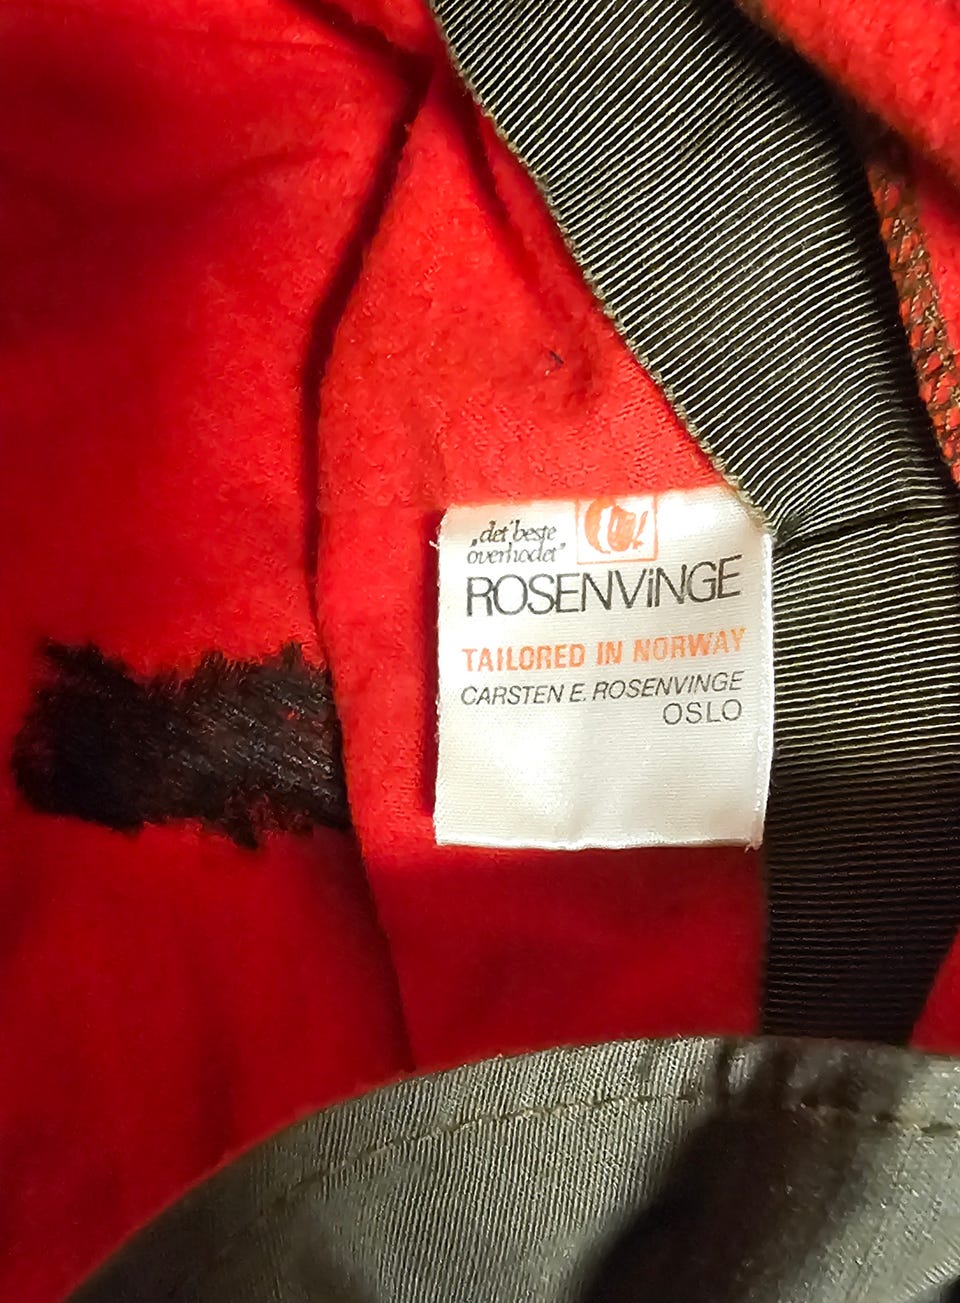 „det beste
overhodet”
ROSENViNGE
TAILORED IN NORWAY
CARSTEN E. ROSENVINGE
OSLO